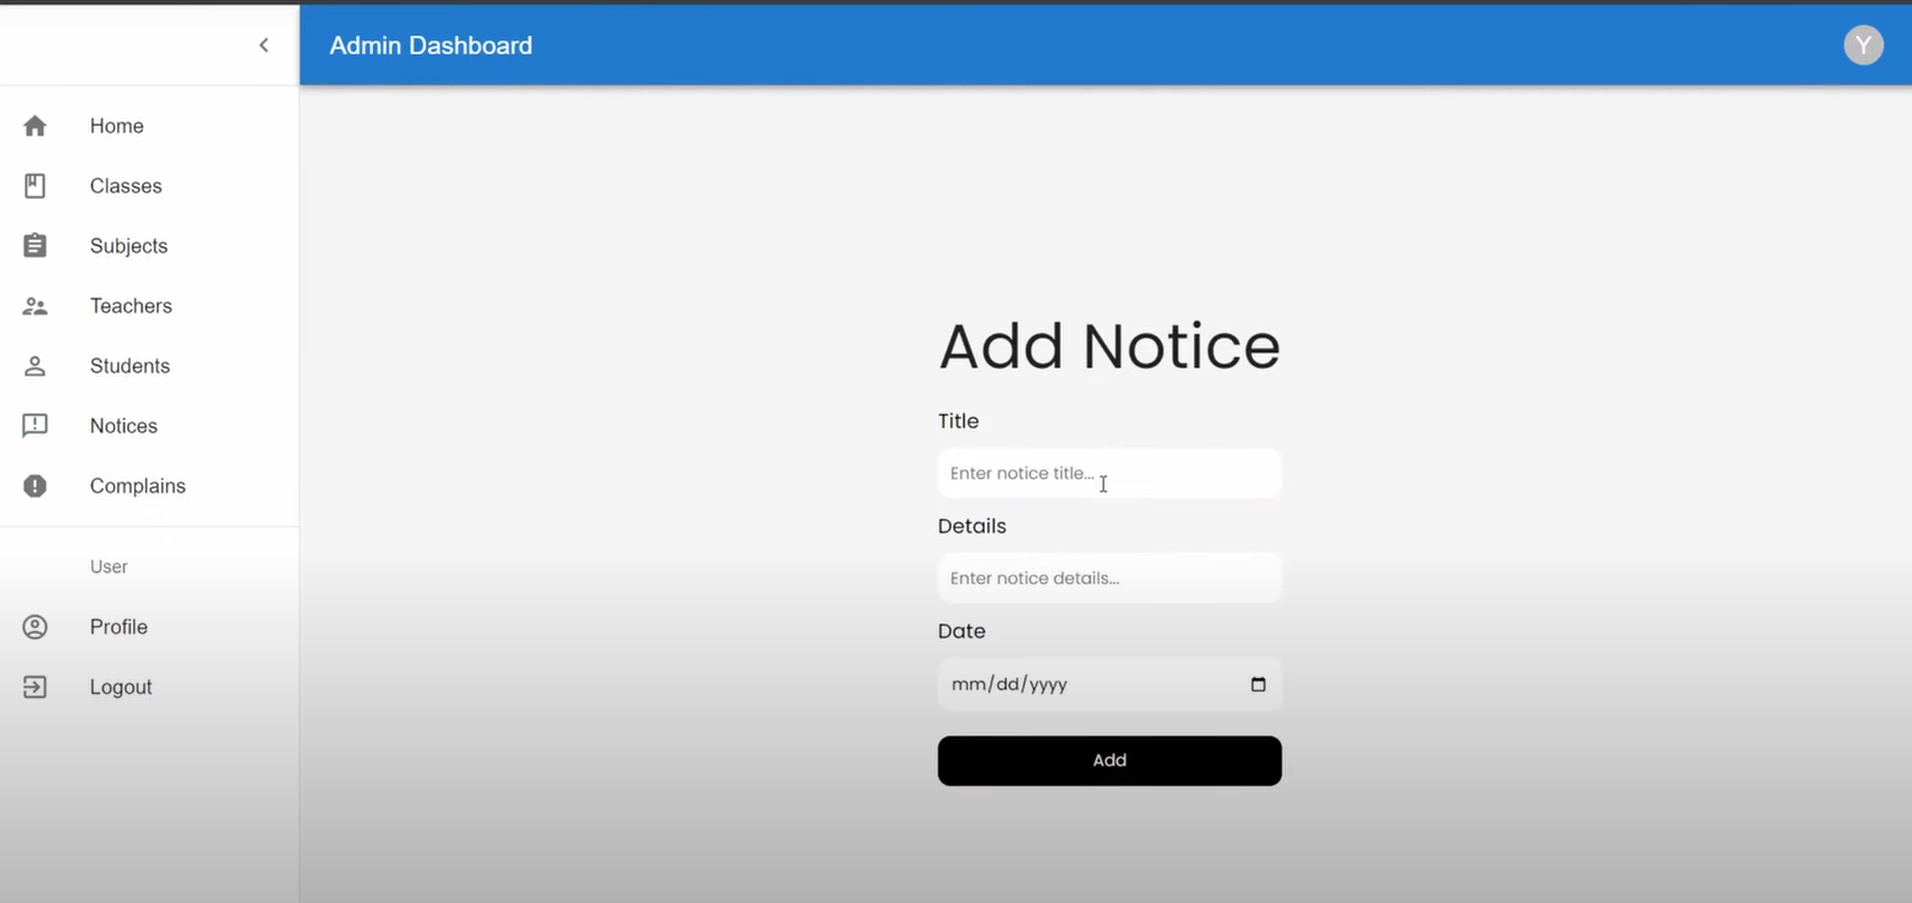 Admin Dashboard
Y
Home
Classes
Subjects
Teachers
Students
Notices
Complains
User
Profile
Logout
Add Notice
Title
Enter notice title...
Details
Enter notice details...
Date
mm/dd/yyyy
Add